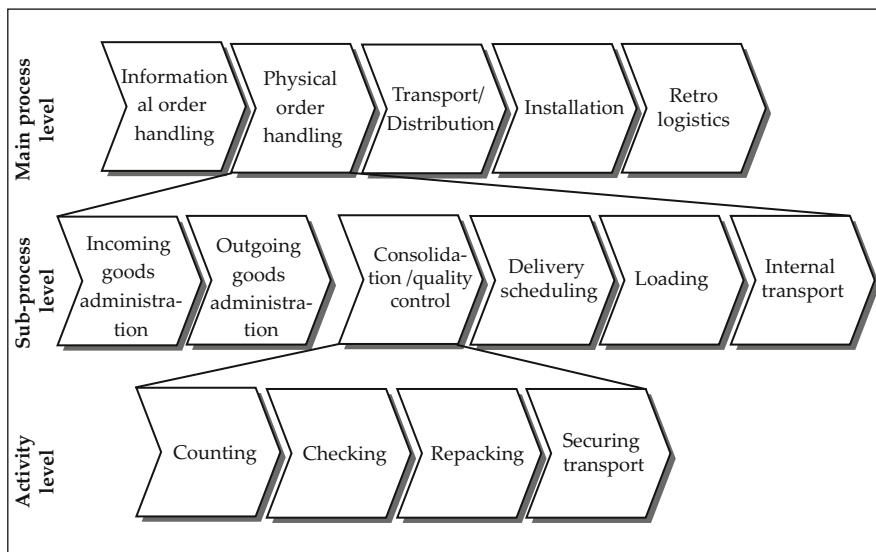 Main process
level
Information
al order
handling
Physical
order
handling
Transport/
Distribution
Installation
Retro
logistics
Sub-process
level
Incoming
goods
administra-
tion
Outgoing
goods
administra-
tion
Consolida-
tion /quality
control
Delivery
scheduling
Loading
Internal
transport
Activity
level
Counting
Checking
Repacking
Securing
transport